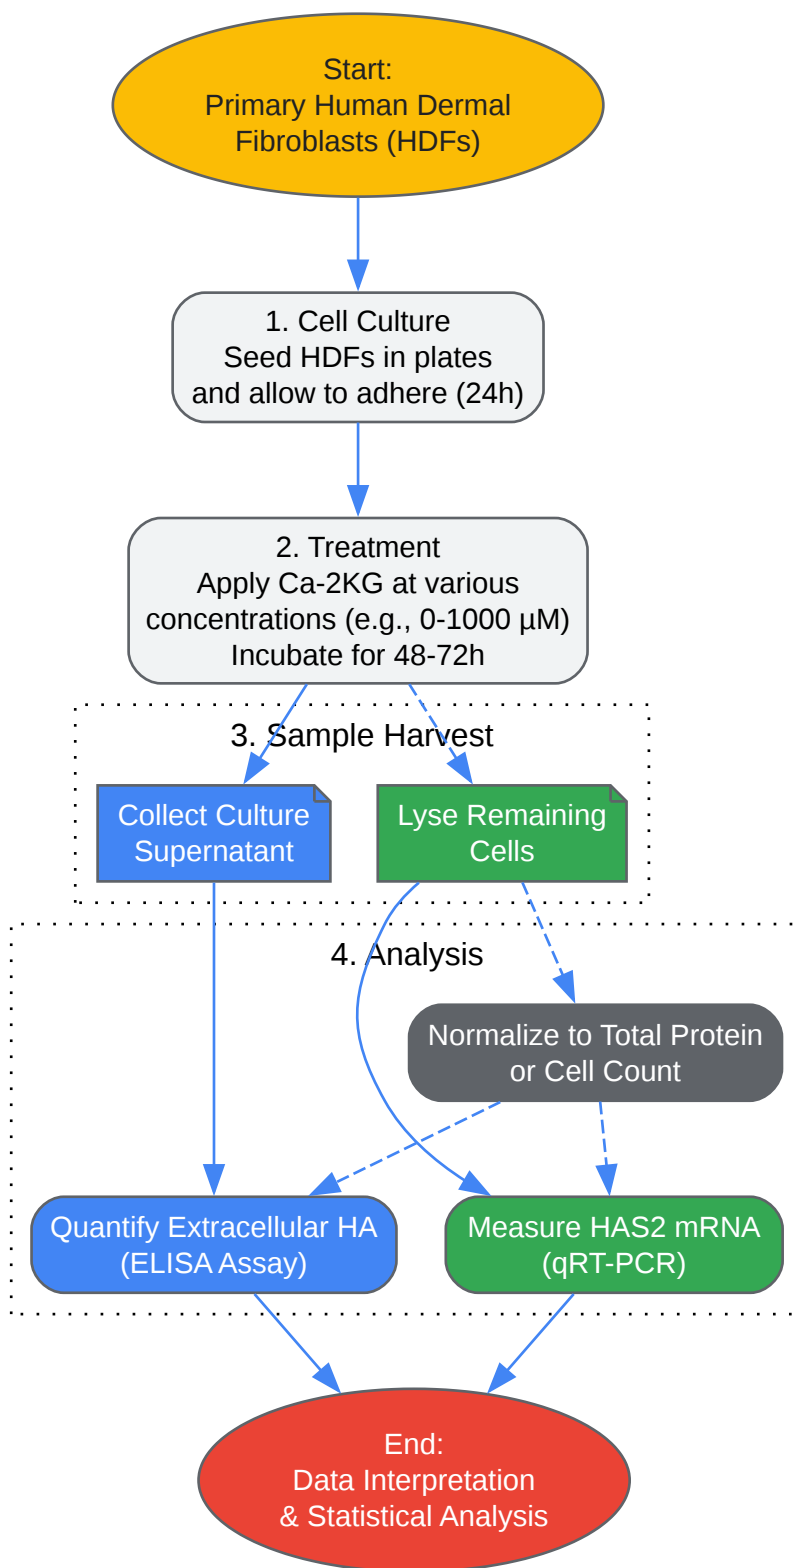 Start:
Primary Human Dermal
Fibroblasts (HDFs)
1. Cell Culture
Seed HDFs in plates
and allow to adhere (24h)
2. Treatment
Apply Ca-2KG at various
concentrations (e.g., 0-1000 µM)
Incubate for 48-72h
3. Sample Harvest
Collect Culture
Supernatant
Lyse Remaining
Cells
4. Analysis
Normalize to Total Protein
or Cell Count
Quantify Extracellular HA
(ELISA Assay)
Measure HAS2 mRNA
(qRT-PCR)
End:
Data Interpretation
& Statistical Analysis